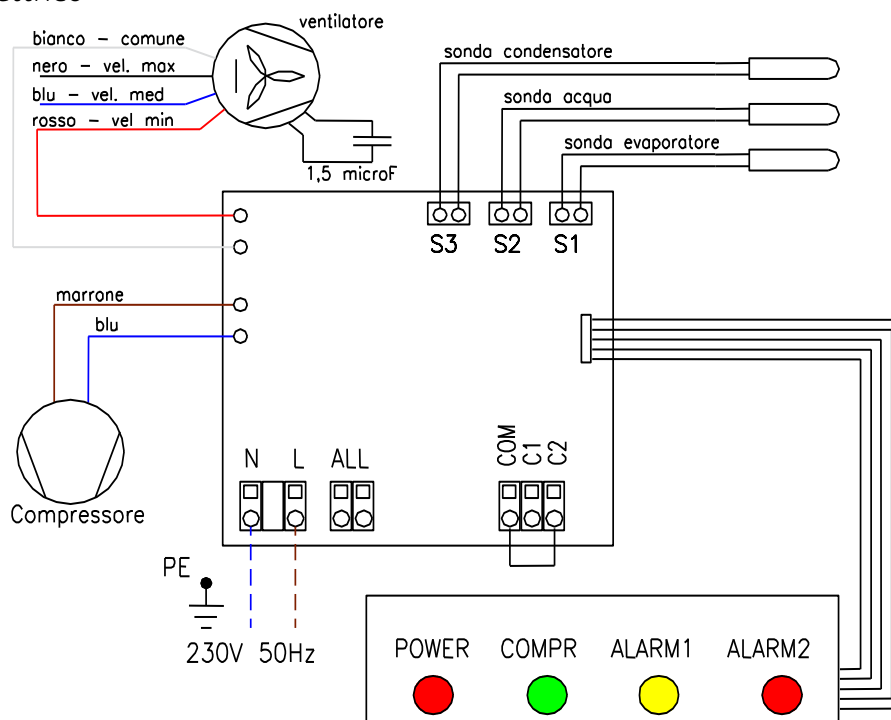 ventilatore
bianco - comune
nero - vel. max
blu - vel. med
rosso - vel min
1,5 microF
sonda condensatore
sonda acqua
sonda evaporatore
S3 S2 S1
marrone
blu
Compressore
N L ALL
COM C1 C2
PE
230V 50Hz
POWER COMPR ALARM1 ALARM2